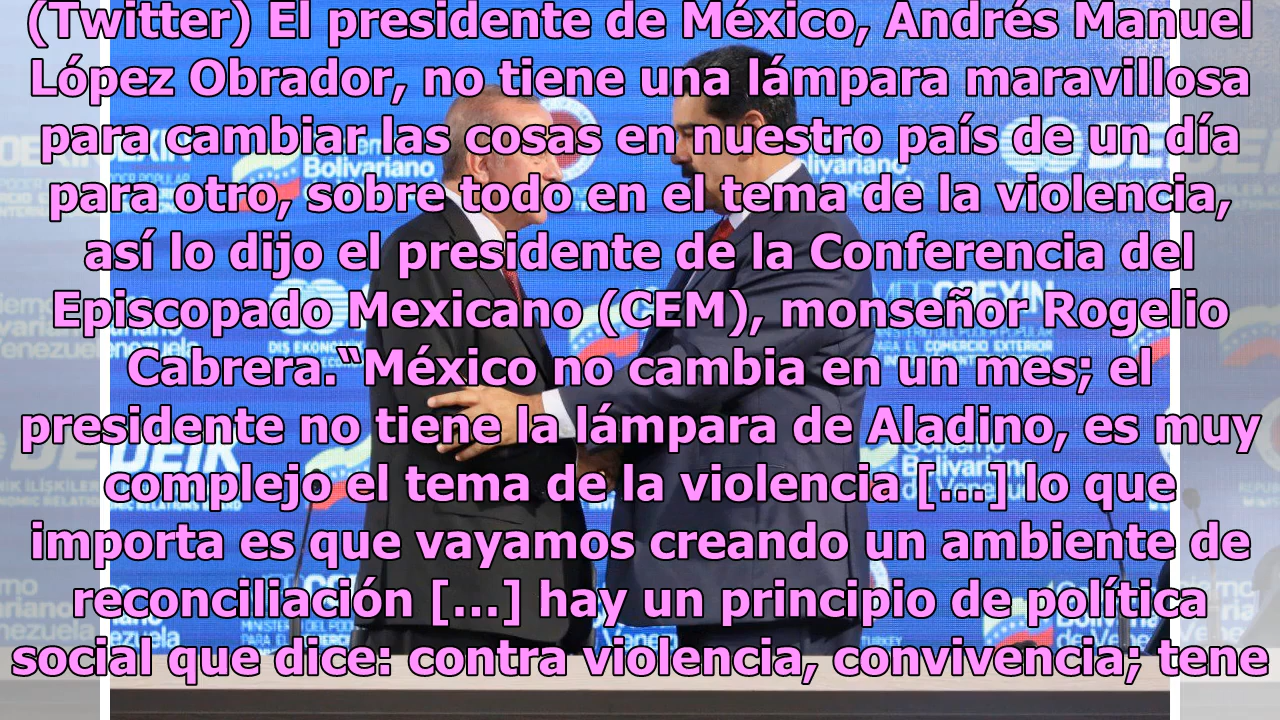 (Twitter) El presidente de México, Andrés Manuel
López Obrador, no tiene una lámpara maravillosa
para cambiar las cosas en nuestro país de un día
para otro, sobre todo en el tema de la violencia,
así lo dijo el presidente de la Conferencia del
Episcopado Mexicano (CEM), monseñor Rogelio
Cabrera.“México no cambia en un mes; el
presidente no tiene la lámpara de Aladino, es muy
complejo el tema de la violencia [...] lo que
importa es que vayamos creando un ambiente de
reconciliación [...] hay un principio de política
social que dice: contra violencia, convivencia; tene
Bolivariano
DEIK
Bolivariano